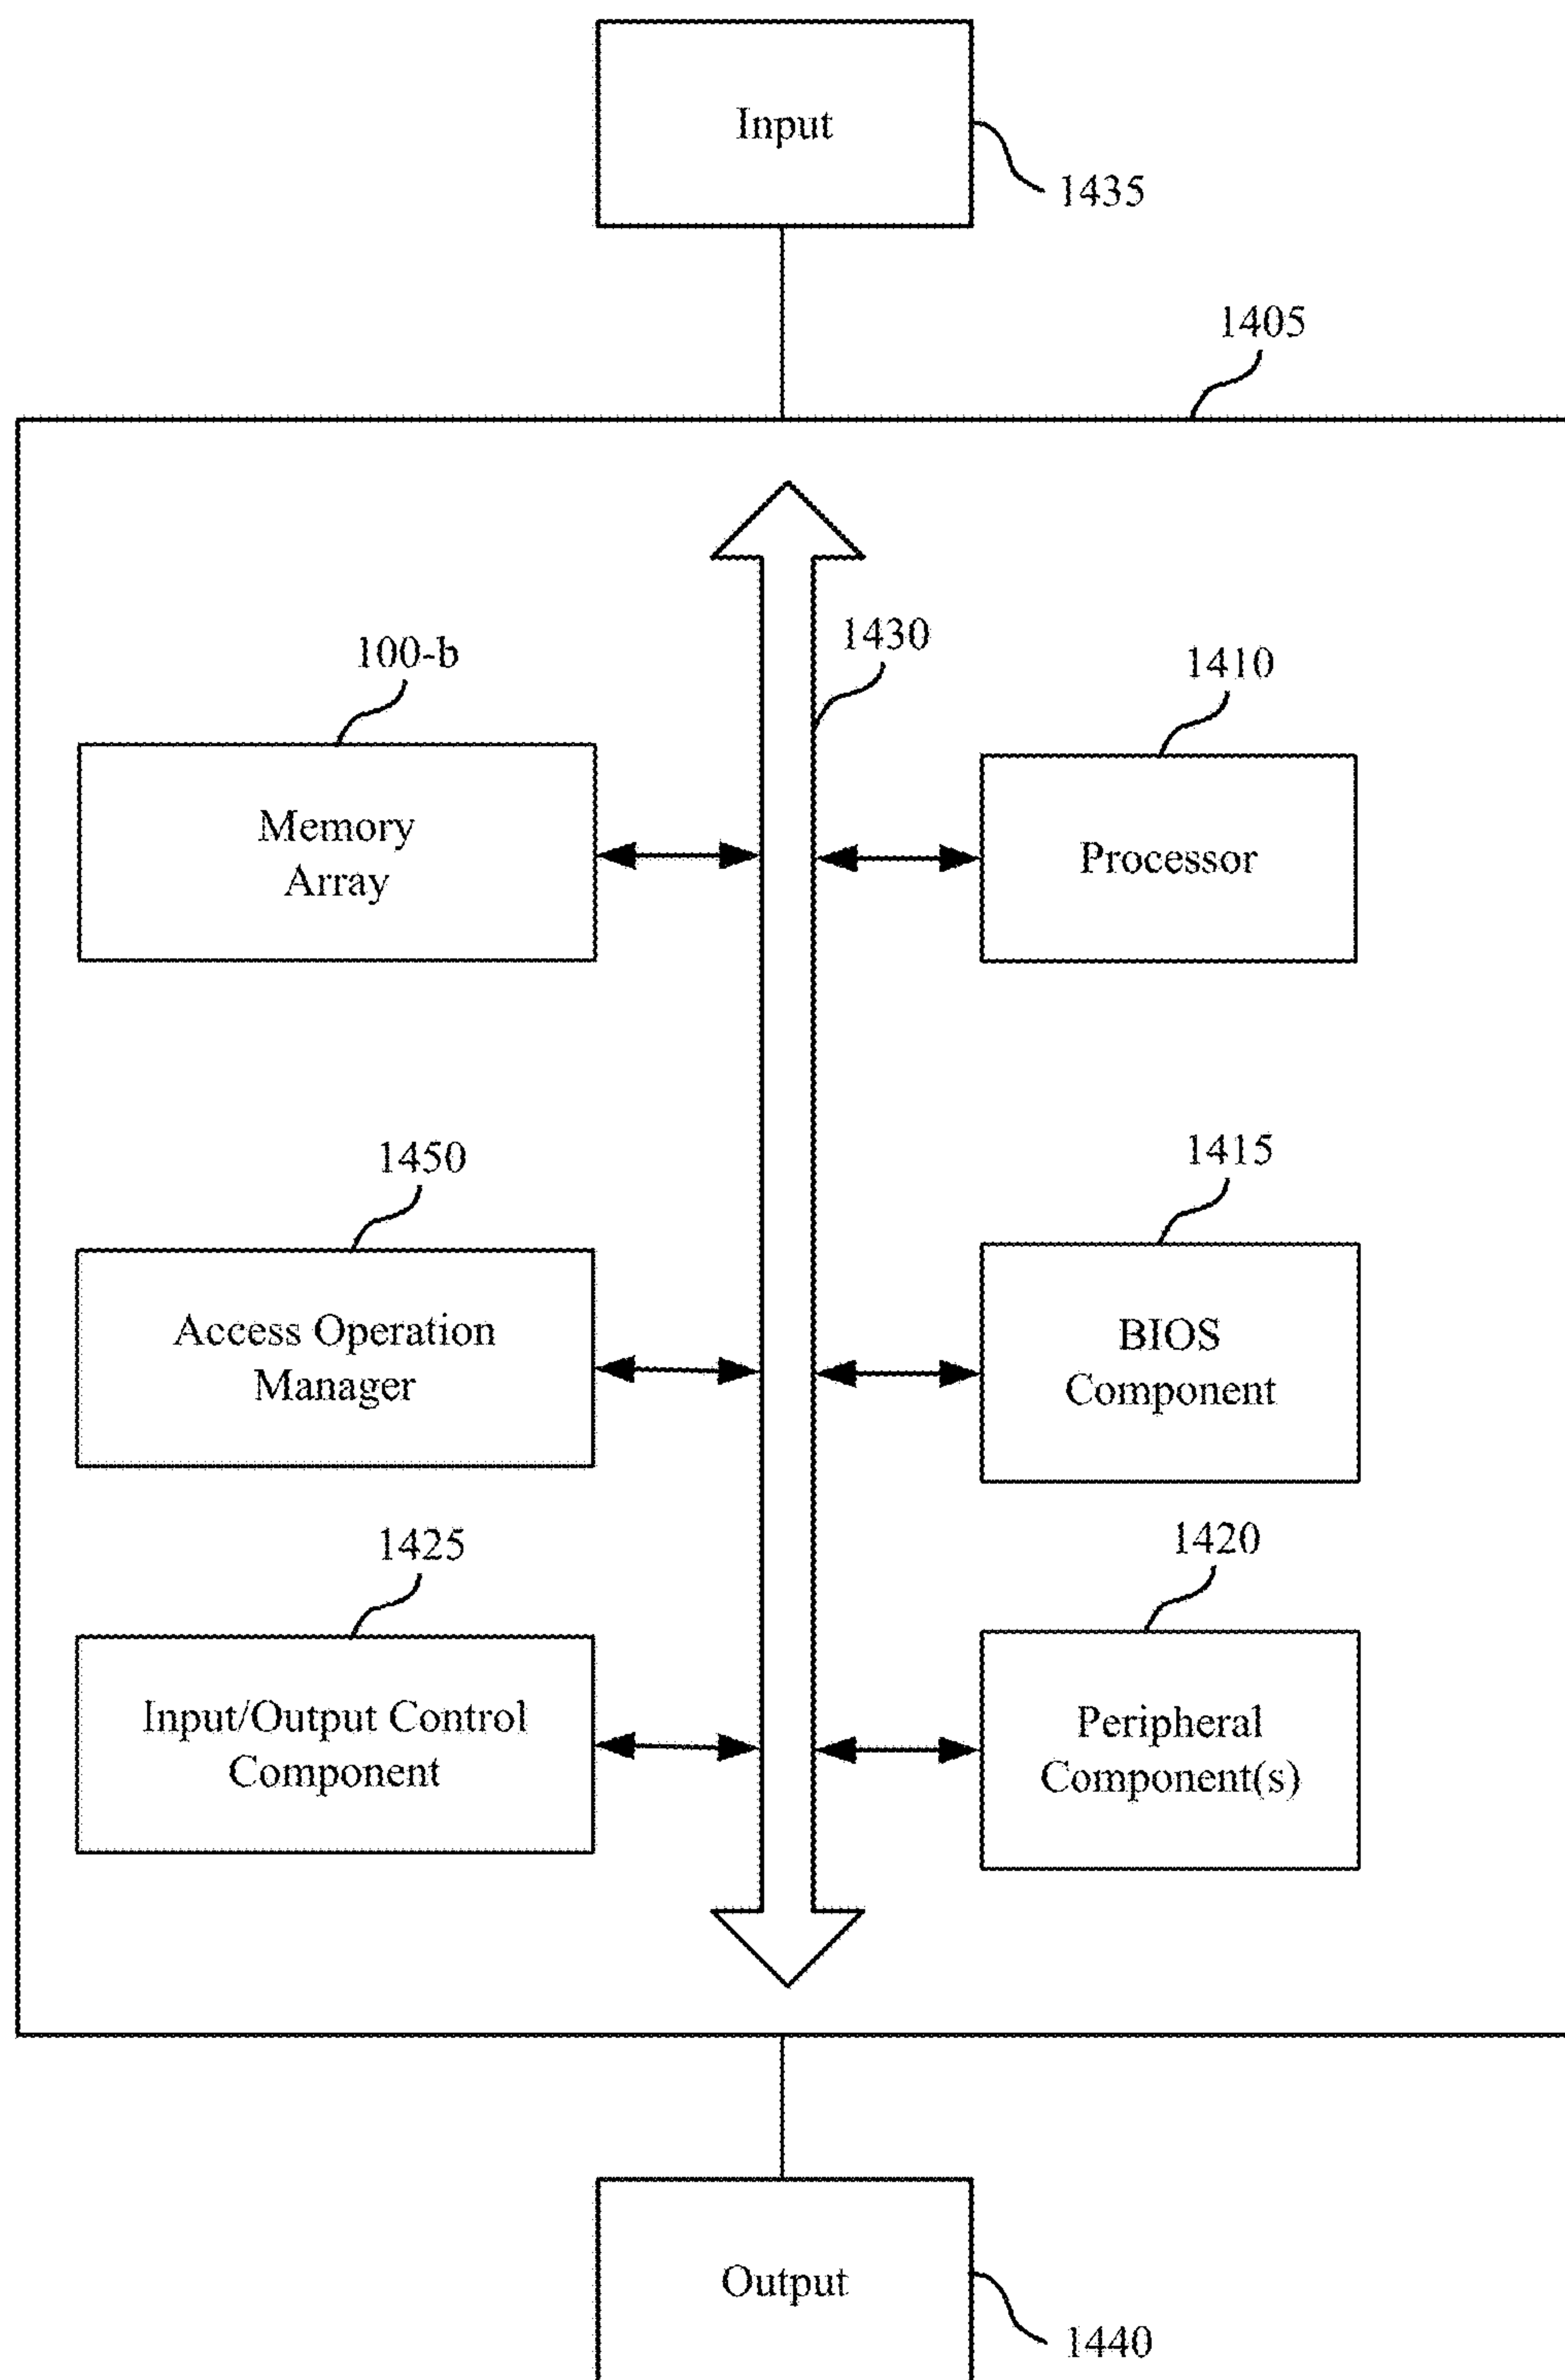 Input
1435
1405
1430
100-b
Memory
Array
1410
Processor
1450
Access Operation
Manager
1415
BIOS
Component
1425
Input/Output Control
Component
1420
Peripheral
Component(s)
Output
1440